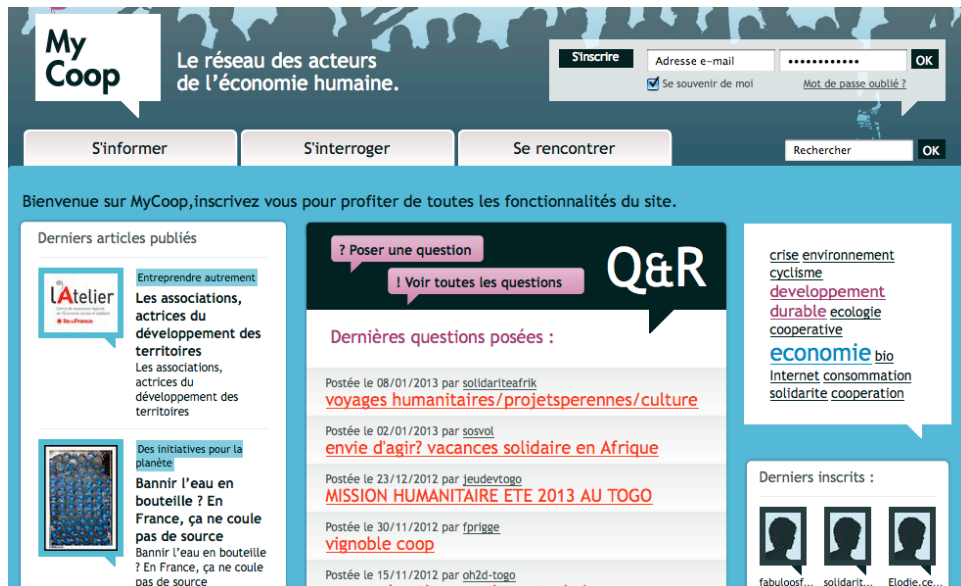 My
Coop
Le réseau des acteurs
de l'économie humaine.
S'inscrire
Adresse e-mail
••••••••••••
OK
Se souvenir de moi
Mot de passe oublié ?
S'informer
S'interroger
Se rencontrer
Rechercher
OK
Bienvenue sur MyCoop,inscrivez vous pour profiter de toutes les fonctionnalités du site.
Derniers articles publiés
l'Atelier
Entreprendre autrement
Les associations,
actrices du
développement des
territoires
Les associations,
actrices du
développement des
territoires
Des initiatives pour la
planète
Bannir l'eau en
bouteille ? En
France, ça ne coule
pas de source
Bannir l'eau en bouteille
? En France, ça ne coule
pas de source
? Poser une question
! Voir toutes les questions
Q&R
Dernières questions posées :
Postée le 08/01/2013 par solidariteafrik
voyages humanitaires/projetsperennes/culture
Postée le 02/01/2013 par sosvol
envie d'agir? vacances solidaire en Afrique
Postée le 23/12/2012 par jeudevtogo
MISSION HUMANITAIRE ETE 2013 AU TOGO
Postée le 30/11/2012 par fprigge
vignoble coop
Postée le 15/11/2012 par oh2d-togo
crise environnement
cyclisme
developpement
durable ecologie
cooperative
economie bio
Internet consommation
solidarite cooperation
Derniers inscrits :
fabuloosf... solidarit... Elodie.ce...